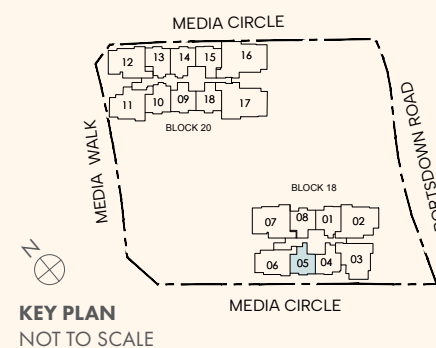 MEDIA CIRCLE
12 13 14 15 16
11 10 09 18 17
BLOCK 20
MEDIA WALK
PORTSDOWN ROAD
BLOCK 18
07 08 01 02
06 05 04 03
MEDIA CIRCLE
N
KEY PLAN
NOT TO SCALE